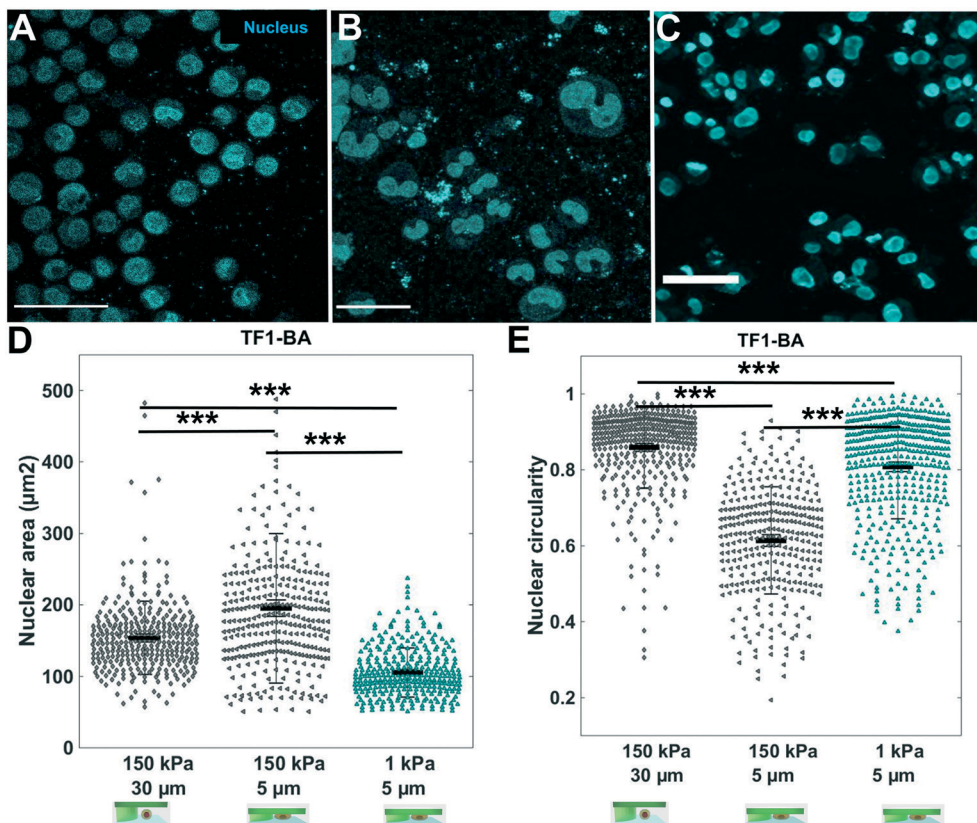 A
Nucleus
B
C
D
TF1-BA
***
***
***
Nuclear area (µm2)
500
400
300
200
100
0
150 kPa
30 µm
150 kPa
5 µm
1 kPa
5 µm
E
TF1-BA
***
***
***
Nuclear circularity
1
0.8
0.6
0.4
0.2
150 kPa
30 µm
150 kPa
5 µm
1 kPa
5 µm